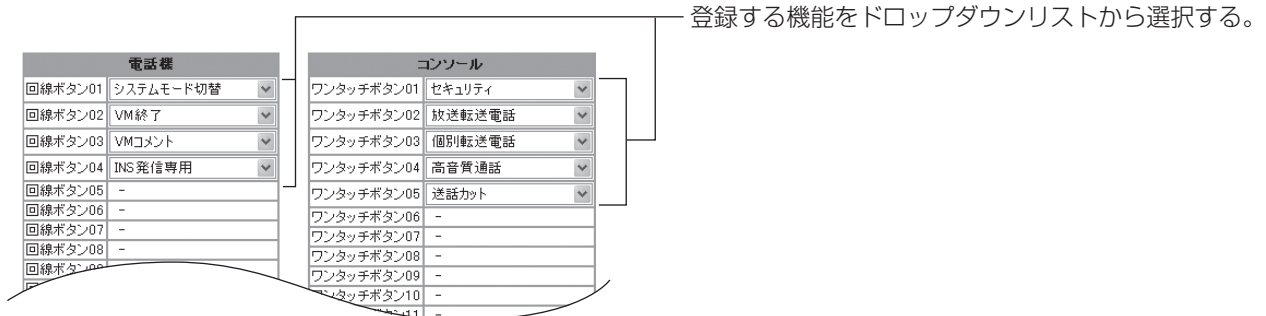 登録する機能をドロップダウンリストから選択する。
電話機
回線ボタン01 システムモード切替
回線ボタン02 VM終了
回線ボタン03 VMコメント
回線ボタン04 INS発信専用
回線ボタン05 -
回線ボタン06 -
回線ボタン07 -
回線ボタン08 -
コンソール
ワンタッチボタン01 セキュリティ
ワンタッチボタン02 放送転送電話
ワンタッチボタン03 個別転送電話
ワンタッチボタン04 高音質通話
ワンタッチボタン05 送話カット
ワンタッチボタン06 -
ワンタッチボタン07 -
ワンタッチボタン08 -
ワンタッチボタン09 -
ワンタッチボタン10 -